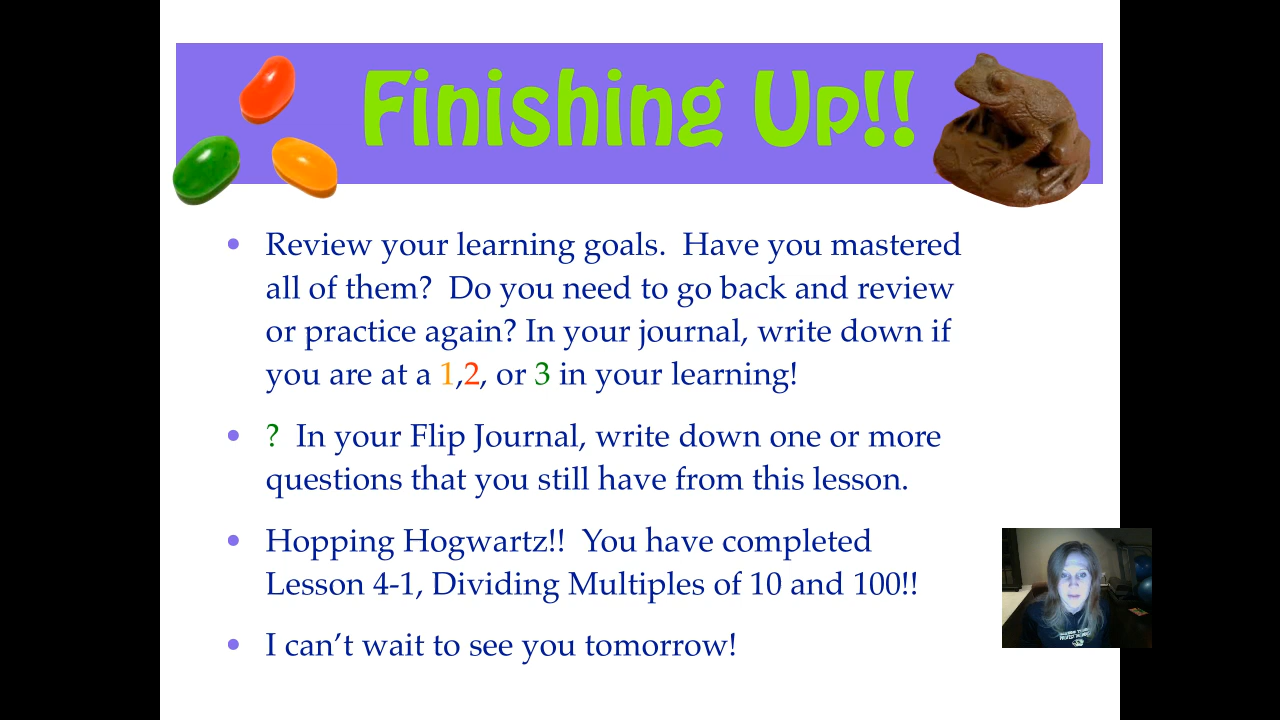 Finishing Up!!
• Review your learning goals.  Have you mastered
all of them?  Do you need to go back and review
or practice again? In your journal, write down if
you are at a 1,2, or 3 in your learning!
• ?  In your Flip Journal, write down one or more
questions that you still have from this lesson.
• Hopping Hogwartz!!  You have completed
Lesson 4-1, Dividing Multiples of 10 and 100!!
• I can’t wait to see you tomorrow!